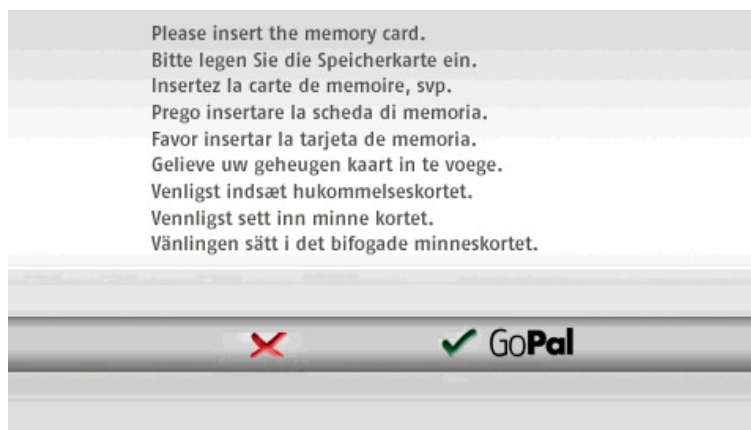 Please insert the memory card.
Bitte legen Sie die Speicherkarte ein.
Insertez la carte de memoire, svp.
Prego insertare la scheda di memoria.
Favor insertar la tarjeta de memoria.
Gelieve uw geheugen kaart in te voege.
Venligst indsæt hukommelseskortet.
Vennligst sett inn minne kortet.
Vänlingen sätt i det bifogade minneskortet.
GoPal